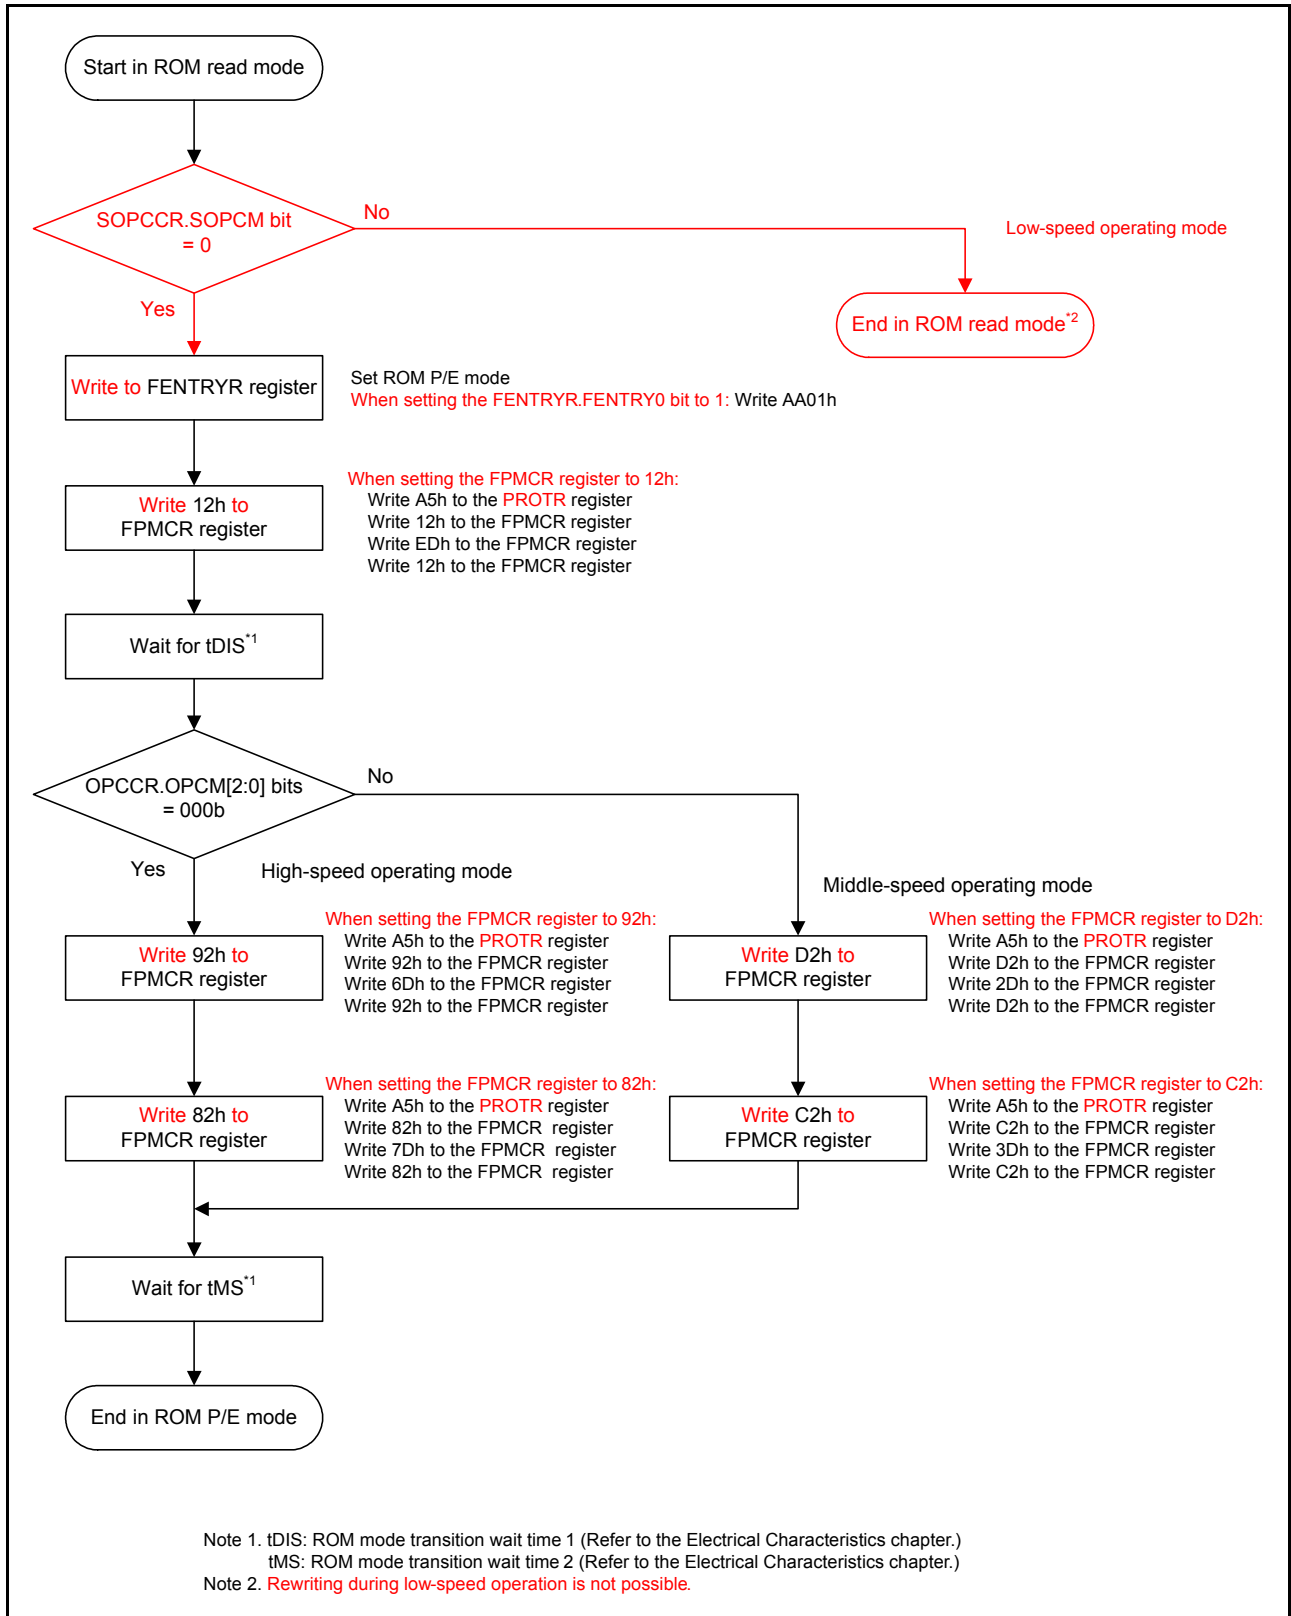 Start in ROM read mode
SOPCCR.SOPCM bit
= 0
No
Low-speed operating mode
End in ROM read mode*2
Yes
Write to FENTRYR register
Set ROM P/E mode
When setting the FENTRYR.FENTRY0 bit to 1: Write AA01h
Write 12h to
FPMCR register
When setting the FPMCR register to 12h:
Write A5h to the PROTR register
Write 12h to the FPMCR register
Write EDh to the FPMCR register
Write 12h to the FPMCR register
Wait for tDIS*1
OPCCR.OPCM[2:0] bits
= 000b
No
Yes
High-speed operating mode
Middle-speed operating mode
Write 92h to
FPMCR register
When setting the FPMCR register to 92h:
Write A5h to the PROTR register
Write 92h to the FPMCR register
Write 6Dh to the FPMCR register
Write 92h to the FPMCR register
Write D2h to
FPMCR register
When setting the FPMCR register to D2h:
Write A5h to the PROTR register
Write D2h to the FPMCR register
Write 2Dh to the FPMCR register
Write D2h to the FPMCR register
Write 82h to
FPMCR register
When setting the FPMCR register to 82h:
Write A5h to the PROTR register
Write 82h to the FPMCR register
Write 7Dh to the FPMCR register
Write 82h to the FPMCR register
Write C2h to
FPMCR register
When setting the FPMCR register to C2h:
Write A5h to the PROTR register
Write C2h to the FPMCR register
Write 3Dh to the FPMCR register
Write C2h to the FPMCR register
Wait for tMS*1
End in ROM P/E mode
Note 1. tDIS: ROM mode transition wait time 1 (Refer to the Electrical Characteristics chapter.)
tMS: ROM mode transition wait time 2 (Refer to the Electrical Characteristics chapter.)
Note 2. Rewriting during low-speed operation is not possible.